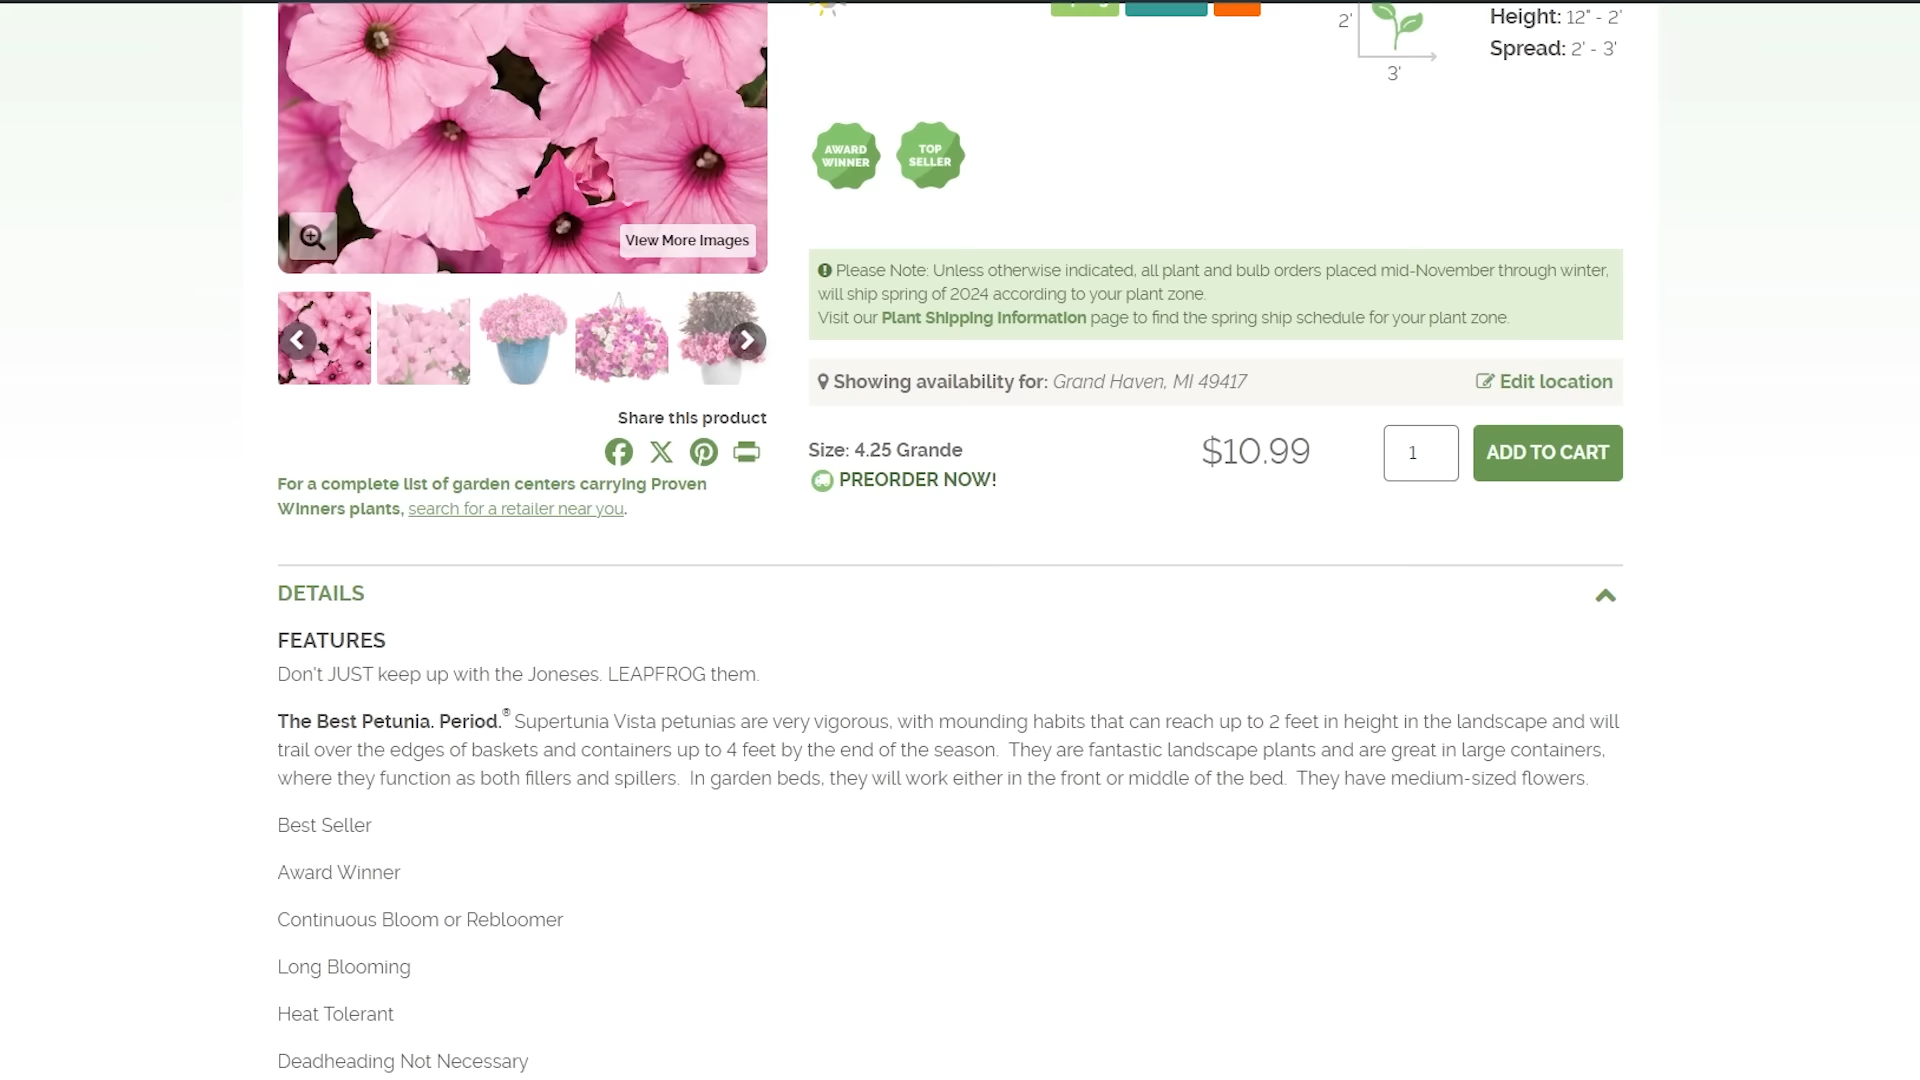 2'
3'
Height: 12" - 2'
Spread: 2' - 3'
AWARD
WINNER
TOP
SELLER
View More Images
Please Note: Unless otherwise indicated, all plant and bulb orders placed mid-November through winter,
will ship spring of 2024 according to your plant zone.
Visit our Plant Shipping Information page to find the spring ship schedule for your plant zone.
Showing availability for: Grand Haven, MI 49417
Edit location
Share this product
Size: 4.25 Grande
$10.99
1
ADD TO CART
PREORDER NOW!
For a complete list of garden centers carrying Proven
Winners plants, search for a retailer near you.
DETAILS
FEATURES
Don't JUST keep up with the Joneses. LEAPFROG them.
The Best Petunia. Period.® Supertunia Vista petunias are very vigorous, with mounding habits that can reach up to 2 feet in height in the landscape and will
trail over the edges of baskets and containers up to 4 feet by the end of the season. They are fantastic landscape plants and are great in large containers,
where they function as both fillers and spillers. In garden beds, they will work either in the front or middle of the bed. They have medium-sized flowers.
Best Seller
Award Winner
Continuous Bloom or Rebloomer
Long Blooming
Heat Tolerant
Deadheading Not Necessary